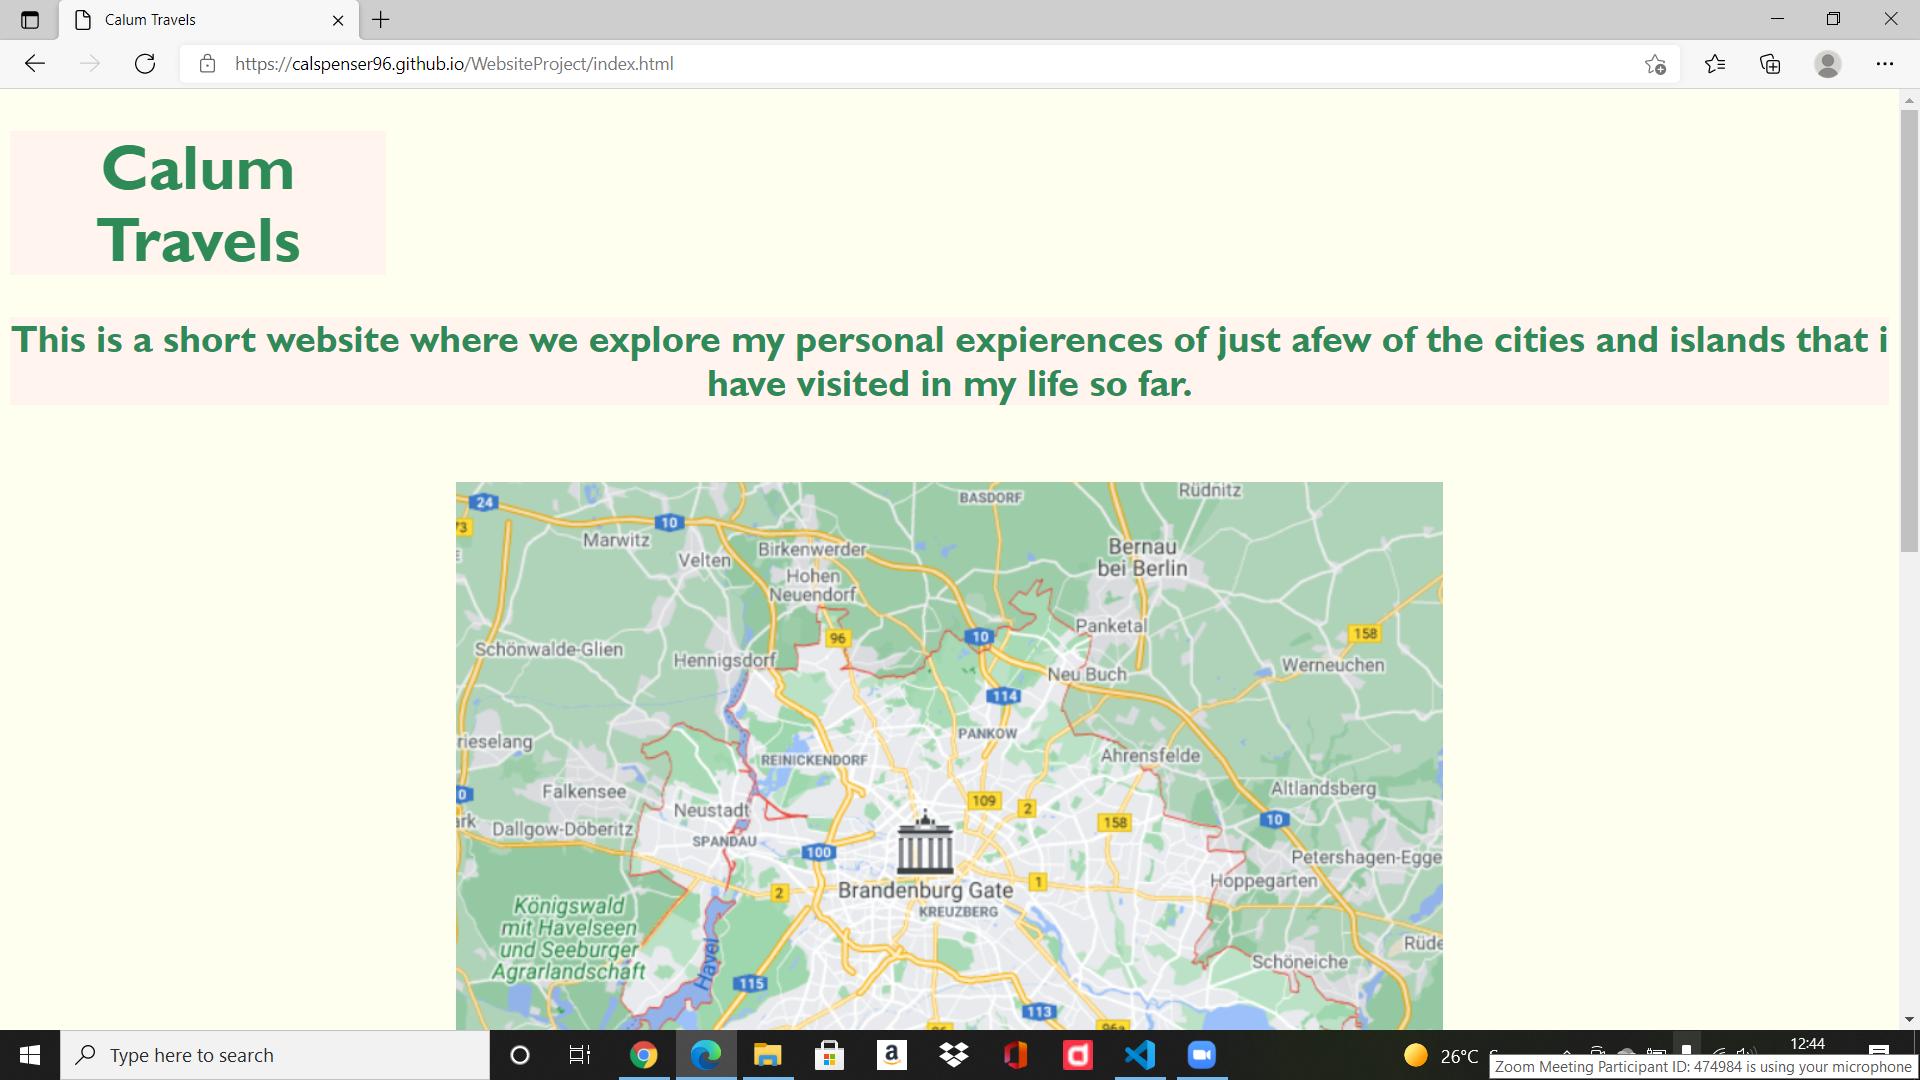 Calum Travels
https://calspenser96.github.io/WebsiteProject/index.html
Calum
Travels
This is a short website where we explore my personal expierences of just afew of the cities and islands that i
have visited in my life so far.
24
10
BASDORF
Rüdnitz
73
Marwitz
Velten
Birkenwerder
Bernau
bei Berlin
Hohen
Neuendorf
96
10
Panketal
158
Schönwalde-Glien
Hennigsdorf
Neu Buch
Werneuchen
114
PANKOW
rieselang
REINICKENDORF
Ahrensfelde
Falkensee
109
2
Altlandsberg
0
ark
Dallgow-Döberitz
Neustadt
SPANDAU
158
10
100
Petershagen-Egge
2
Brandenburg Gate
1
Hoppegarten
KREUZBERG
Königswald
mit Havelseen
und Seeburger
Agrarlandschaft
Havel
Rüde
Schöneiche
115
113
96
96a
Type here to search
26°C
12:44
Zoom Meeting Participant ID: 474984 is using your microphone